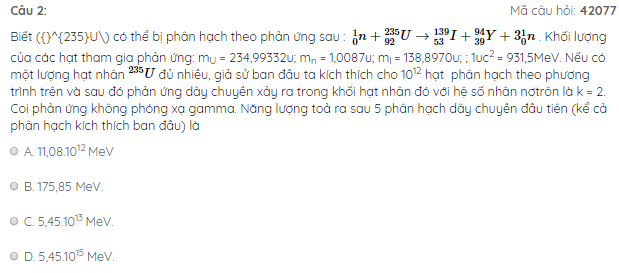 Câu 2: Mã câu hỏi: 42077
Biết ({}^{235}U\) có thể bị phân hạch theo phản ứng sau : ¹₀n + ²³⁵₉₂U → ¹³⁹₅₃I + ⁹⁴₃₉Y + 3¹₀n . Khối lượng
của các hạt tham gia phản ứng: mU = 234,99332u; mn = 1,0087u; mI = 138,8970u; ; 1uc² = 931,5MeV. Nếu có
một lượng hạt nhân ²³⁵U đủ nhiều, giả sử ban đầu ta kích thích cho 10¹² hạt phân hạch theo phương
trình trên và sau đó phản ứng dây chuyền xảy ra trong khối hạt nhân đó với hệ số nhân nơtrôn là k = 2.
Coi phản ứng không phóng xạ gamma. Năng lượng toả ra sau 5 phân hạch dây chuyền đầu tiên (kể cả
phân hạch kích thích ban đầu) là
A. 11,08.10¹² MeV
B. 175,85 MeV.
C. 5,45.10¹³ MeV.
D. 5,45.10¹⁵ MeV.